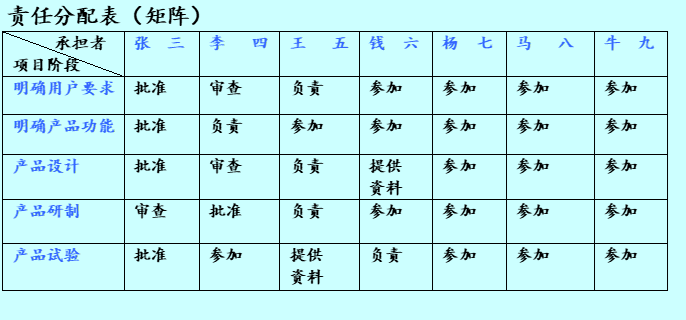 责任分配表（矩阵）
承担者 张 三 李 四 王 五 钱 六 杨 七 马 八 牛 九
项目阶段
明确用户要求 批准 审查 负责 参加 参加 参加 参加
明确产品功能 批准 负责 参加 参加 参加 参加 参加
产品设计 批准 审查 负责 提供 参加 参加 参加
资料
产品研制 审查 批准 负责 参加 参加 参加 参加
产品试验 批准 参加 提供 负责 参加 参加 参加
资料